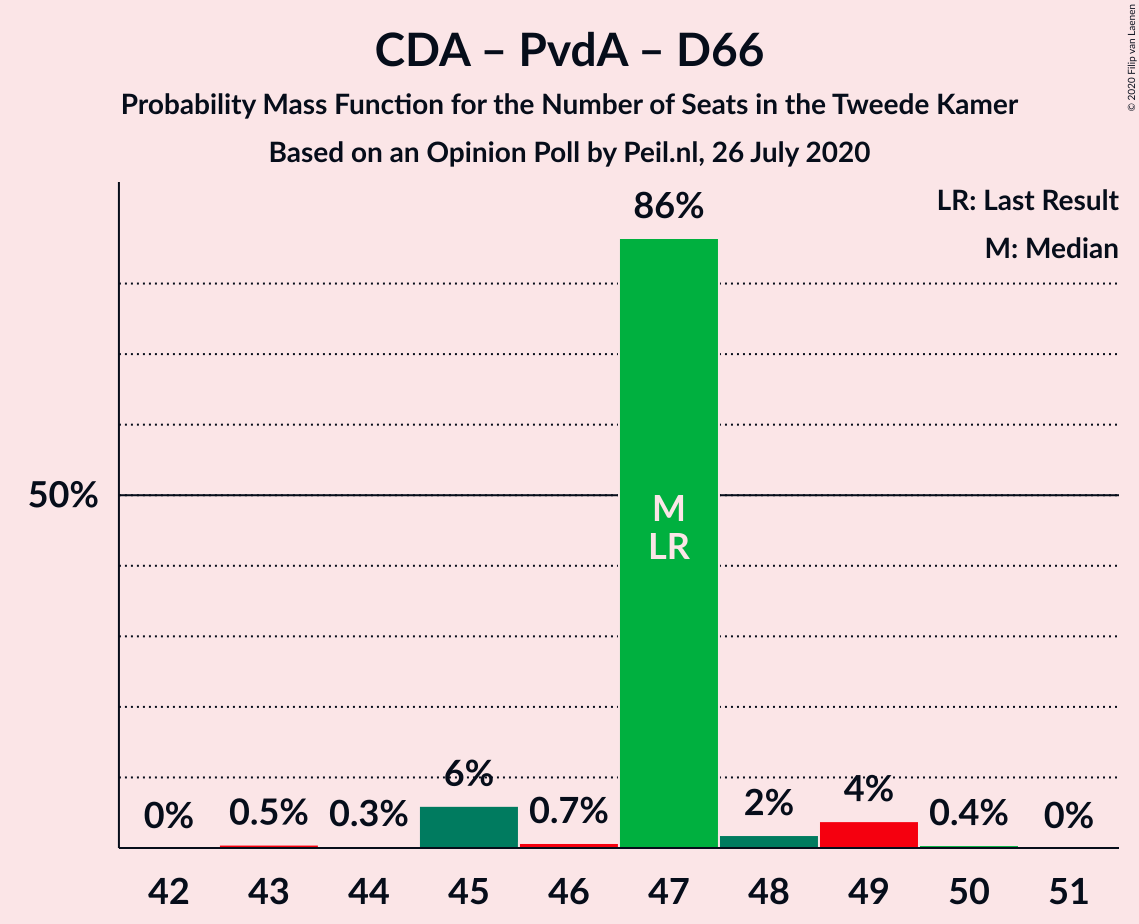 CDA – PvdA – D66
Probability Mass Function for the Number of Seats in the Tweede Kamer
Based on an Opinion Poll by Peil.nl, 26 July 2020
© 2020 Filip van Laenen
LR: Last Result
M: Median
50%
0%
0.5%
0.3%
6%
0.7%
86%
M
LR
2%
4%
0.4%
0%
42 43 44 45 46 47 48 49 50 51